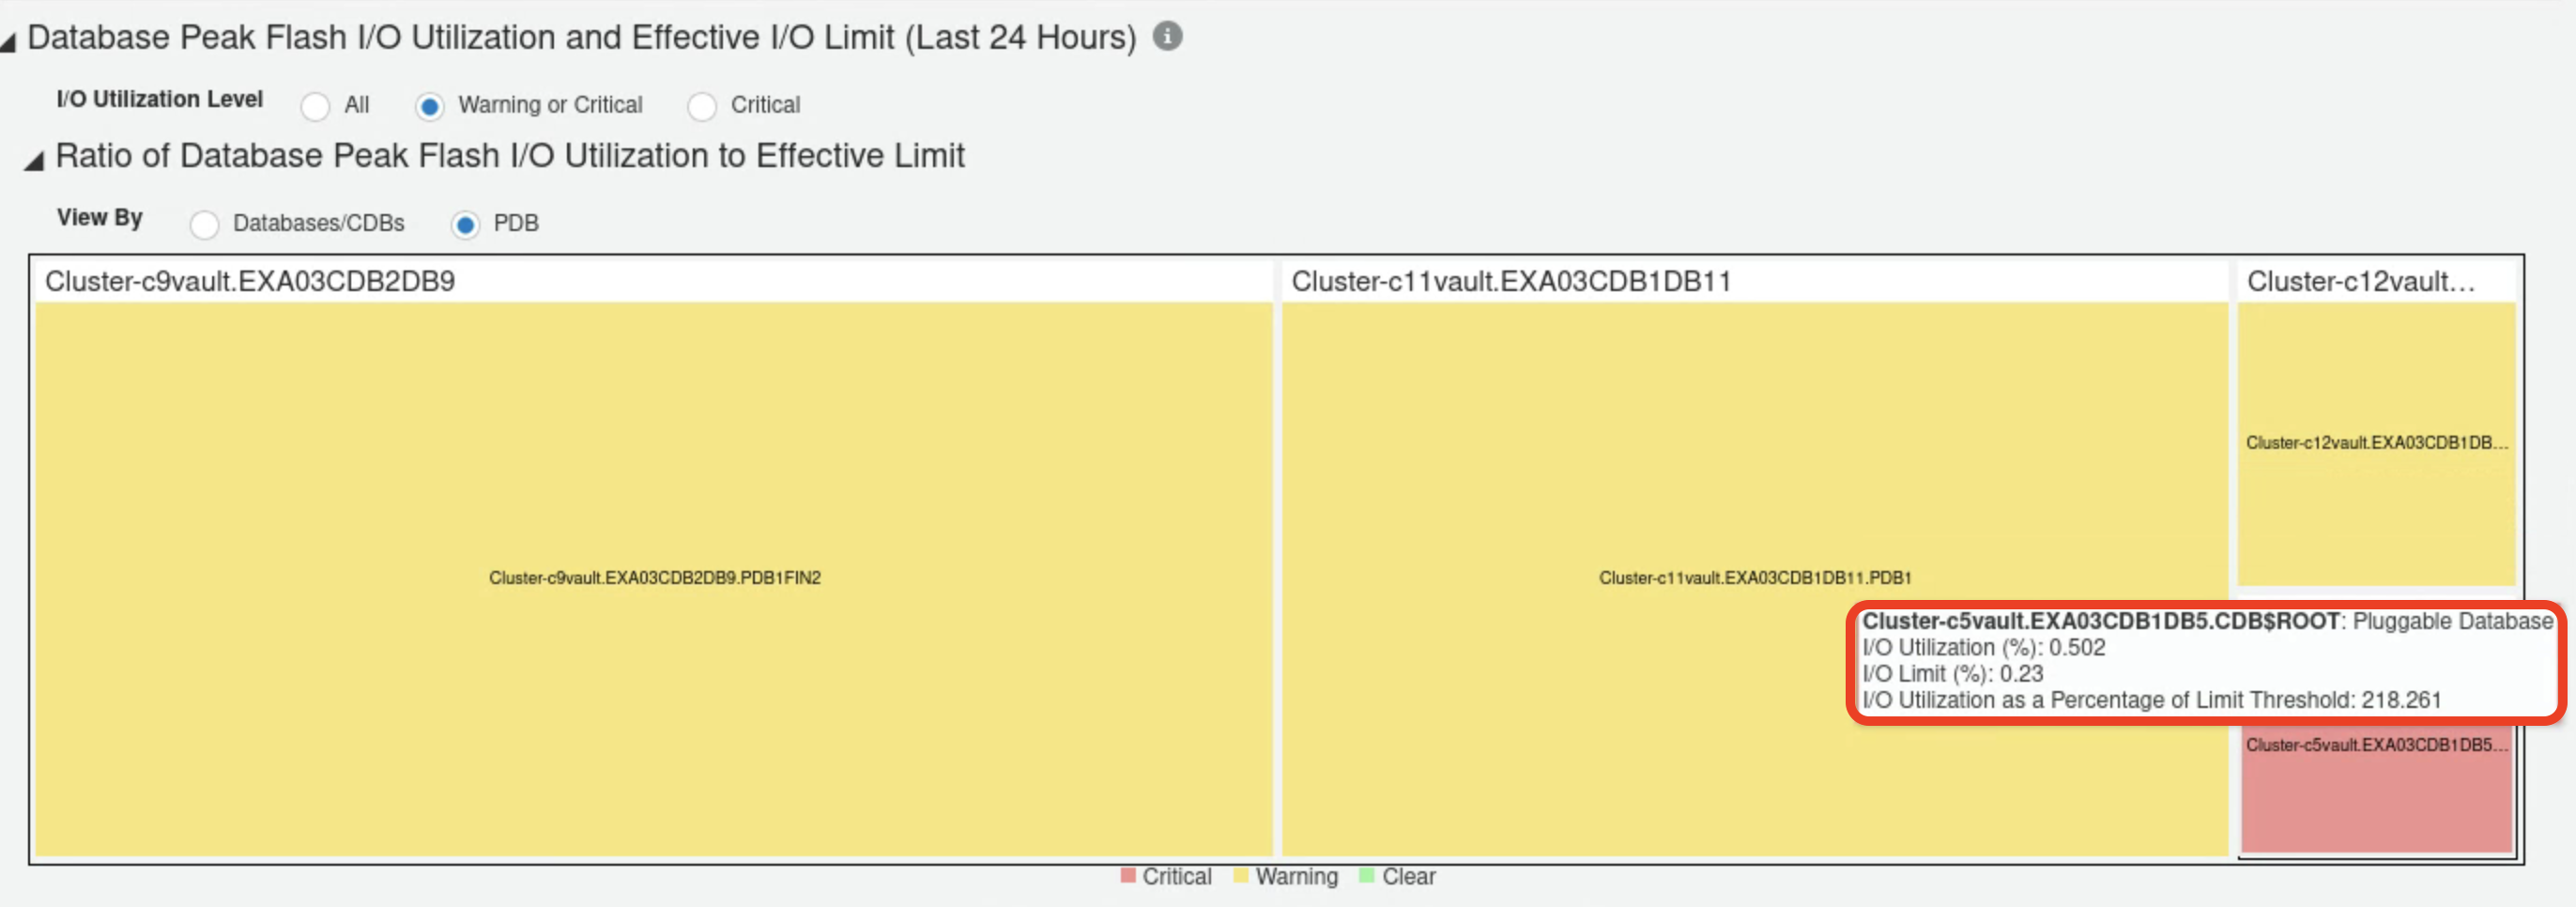 Database Peak Flash I/O Utilization and Effective I/O Limit (Last 24 Hours)
I/O Utilization Level All Warning or Critical Critical
Ratio of Database Peak Flash I/O Utilization to Effective Limit
View By Databases/CDBs PDB
Cluster-c9vault.EXA03CDB2DB9
Cluster-c9vault.EXA03CDB2DB9.PDB1FIN2
Cluster-c11vault.EXA03CDB1DB11
Cluster-c11vault.EXA03CDB1DB11.PDB1
Cluster-c12vault...
Cluster-c12vault.EXA03CDB1DB...
Cluster-c5vault.EXA03CDB1DB5.CDB$ROOT: Pluggable Database
I/O Utilization (%): 0.502
I/O Limit (%): 0.23
I/O Utilization as a Percentage of Limit Threshold: 218.261
Cluster-c5vault.EXA03CDB1DB5...
Critical Warning Clear